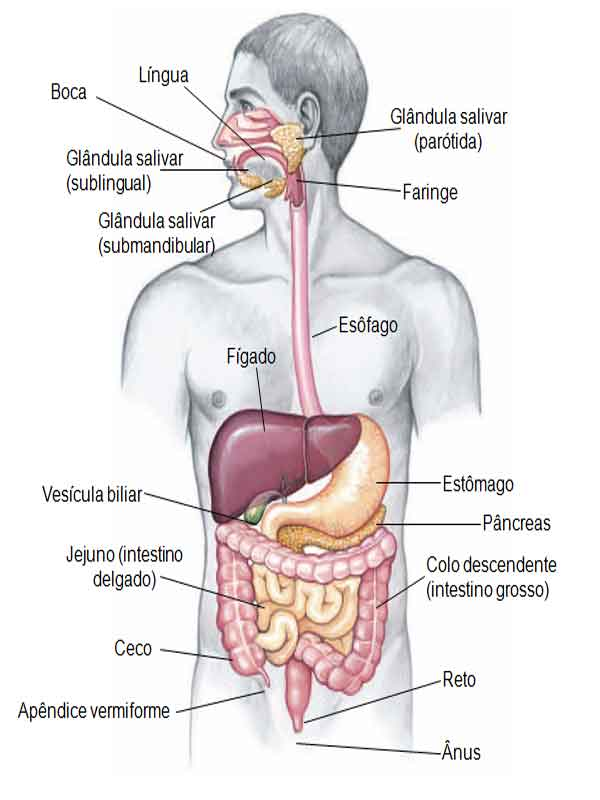 Língua
Boca
Glândula salivar
(parótida)
Glândula salivar
(sublingual)
Faringe
Glândula salivar
(submandibular)
Esôfago
Fígado
Vesícula biliar
Estômago
Pâncreas
Jejuno (intestino
delgado)
Colo descendente
(intestino grosso)
Ceco
Reto
Apêndice vermiforme
Ânus